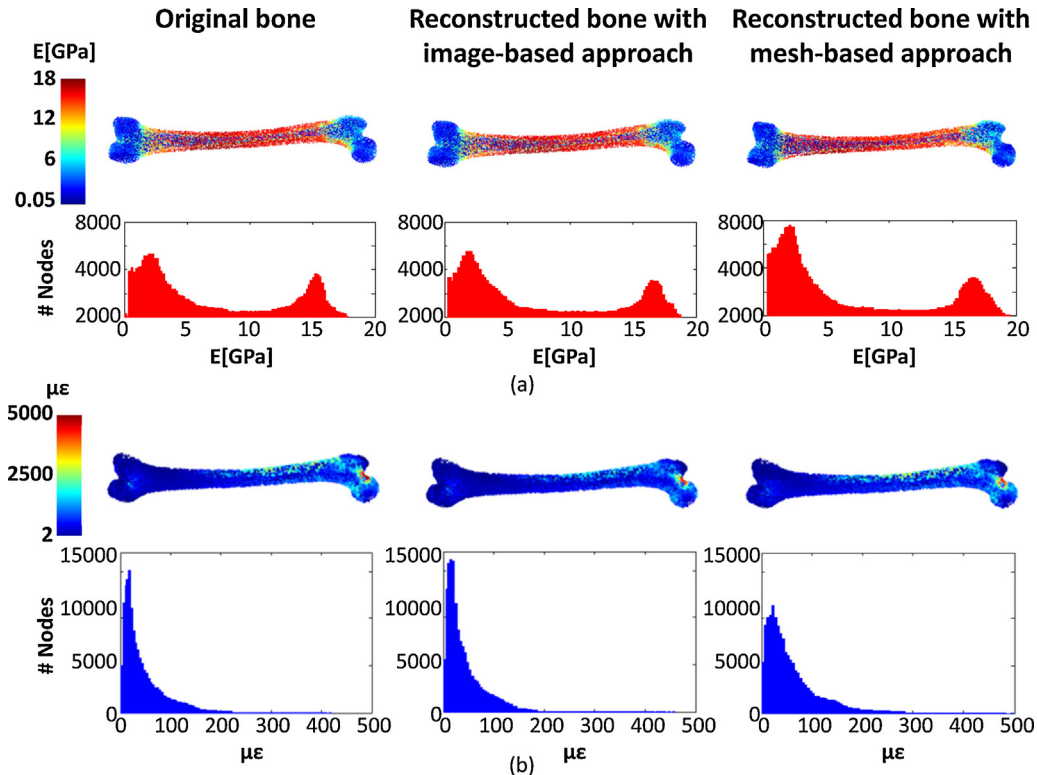 Original bone
Reconstructed bone with
image-based approach
Reconstructed bone with
mesh-based approach
E[GPa]
18
12
6
0.05
# Nodes
8000
4000
2000
0 5 10 15 20
E[GPa]
8000
4000
2000
0 5 10 15 20
E[GPa]
8000
4000
2000
0 5 10 15 20
E[GPa]
(a)
με
5000
2500
2
# Nodes
15000
10000
5000
0
0 100 200 300 400 500
με
15000
10000
5000
0
0 100 200 300 400 500
με
15000
10000
5000
0
0 100 200 300 400 500
με
(b)